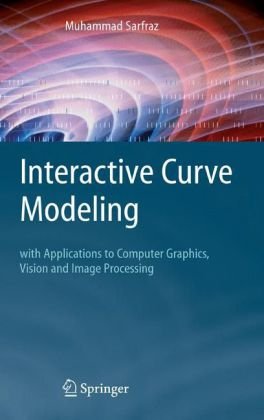 Muhammad Sarfraz
Interactive Curve
Modeling
with Applications to Computer Graphics,
Vision and Image Processing
Springer